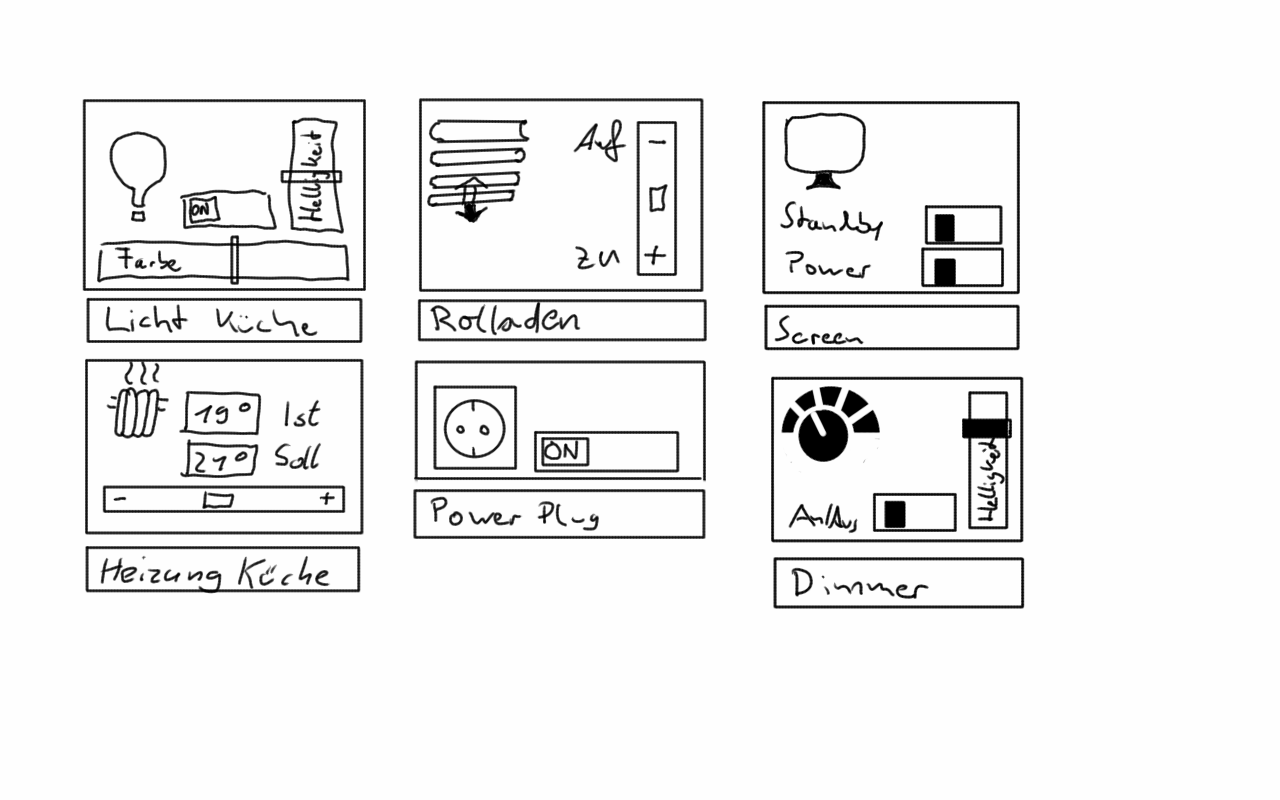 Helligkeit
ON
Farbe
Licht Küche
Auf -
zu +
Rolladen
Standby
Power
Screen
19° Ist
21° Soll
- +
Heizung Küche
ON
Power Plug
Helligkeit
An/Aus
Dimmer